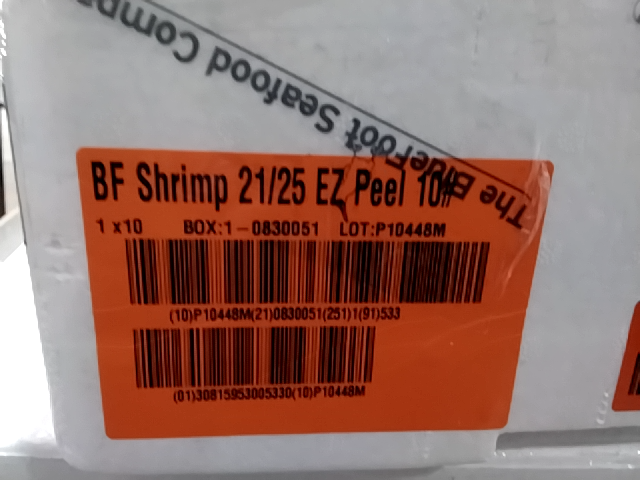 The BlueFoot Seafood Compa
BF Shrimp 21/25 EZ Peel 10#
1 x10 BOX:1-0830051 LOT:P10448M
(10)P10448M(21)0830051(251)1(91)533
(01)30815953005330(10)P10448M